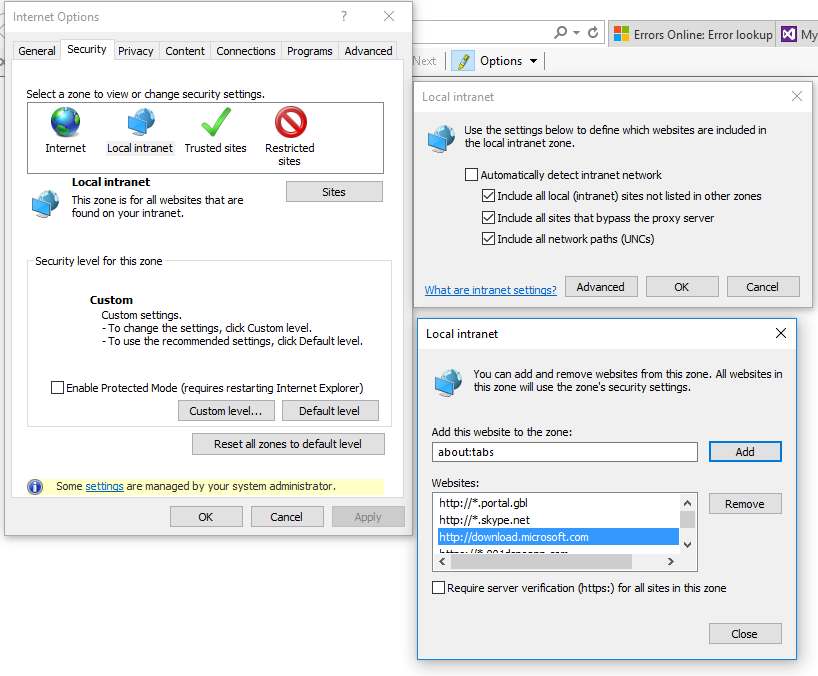 Internet Options
?
General
Security
Privacy
Content
Connections
Programs
Advanced
Select a zone to view or change security settings.
Internet
Local intranet
Trusted sites
Restricted
sites
Local intranet
This zone is for all websites that are
found on your intranet.
Sites
Security level for this zone
Custom
Custom settings.
- To change the settings, click Custom level.
- To use the recommended settings, click Default level.
Enable Protected Mode (requires restarting Internet Explorer)
Custom level...
Default level
Reset all zones to default level
Some settings are managed by your system administrator.
OK
Cancel
Apply
Errors Online: Error lookup
My
Next
Options
Local intranet
Use the settings below to define which websites are included in
the local intranet zone.
Automatically detect intranet network
Include all local (intranet) sites not listed in other zones
Include all sites that bypass the proxy server
Include all network paths (UNCs)
What are intranet settings?
Advanced
OK
Cancel
Local intranet
You can add and remove websites from this zone. All websites in
this zone will use the zone's security settings.
Add this website to the zone:
about:tabs
Add
Websites:
http://*.portal.gbl
http://*.skype.net
http://download.microsoft.com
Remove
Require server verification (https:) for all sites in this zone
Close